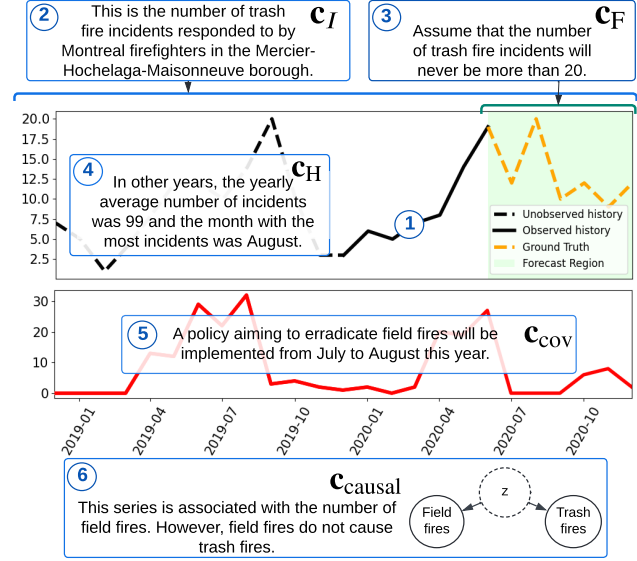 2
This is the number of trash
fire incidents responded to by
Montreal firefighters in the Mercier-
Hochelaga-Maisonneuve borough.
c_I
3
c_F
Assume that the number
of trash fire incidents will
never be more than 20.
20.0
17.5
15.0
12.5
10.0
7.5
5.0
2.5
4
c_H
In other years, the yearly
average number of incidents
was 99 and the month with the
most incidents was August.
1
Unobserved history
Observed history
Ground Truth
Forecast Region
30
20
10
0
5
A policy aiming to erradicate field fires will be
implemented from July to August this year.
c_cov
2019-01
2019-04
2019-07
2019-10
2020-01
2020-04
2020-07
2020-10
6
c_causal
This series is associated with the number of
field fires. However, field fires do not cause
trash fires.
z
Field
fires
Trash
fires